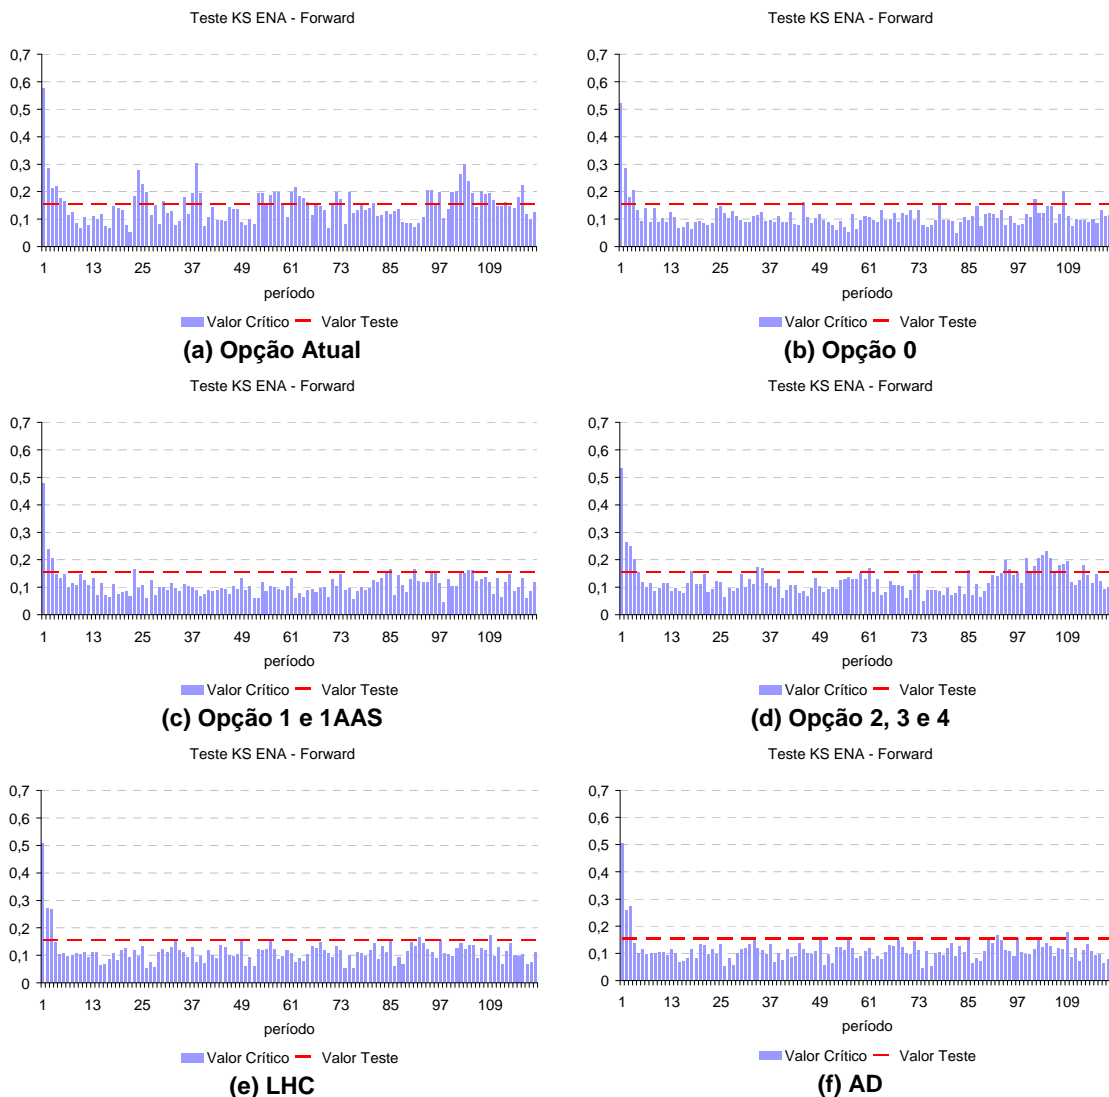 Teste KS ENA - Forward
0,7
0,6
0,5
0,4
0,3
0,2
0,1
0
1 13 25 37 49 61 73 85 97 109
período
Valor Crítico Valor Teste
(a) Opção Atual
Teste KS ENA - Forward
0,7
0,6
0,5
0,4
0,3
0,2
0,1
0
1 13 25 37 49 61 73 85 97 109
período
Valor Crítico Valor Teste
(b) Opção 0
Teste KS ENA - Forward
0,7
0,6
0,5
0,4
0,3
0,2
0,1
0
1 13 25 37 49 61 73 85 97 109
período
Valor Crítico Valor Teste
(c) Opção 1 e 1AAS
Teste KS ENA - Forward
0,7
0,6
0,5
0,4
0,3
0,2
0,1
0
1 13 25 37 49 61 73 85 97 109
período
Valor Crítico Valor Teste
(d) Opção 2, 3 e 4
Teste KS ENA - Forward
0,7
0,6
0,5
0,4
0,3
0,2
0,1
0
1 13 25 37 49 61 73 85 97 109
período
Valor Crítico Valor Teste
(e) LHC
Teste KS ENA - Forward
0,7
0,6
0,5
0,4
0,3
0,2
0,1
0
1 13 25 37 49 61 73 85 97 109
período
Valor Crítico Valor Teste
(f) AD